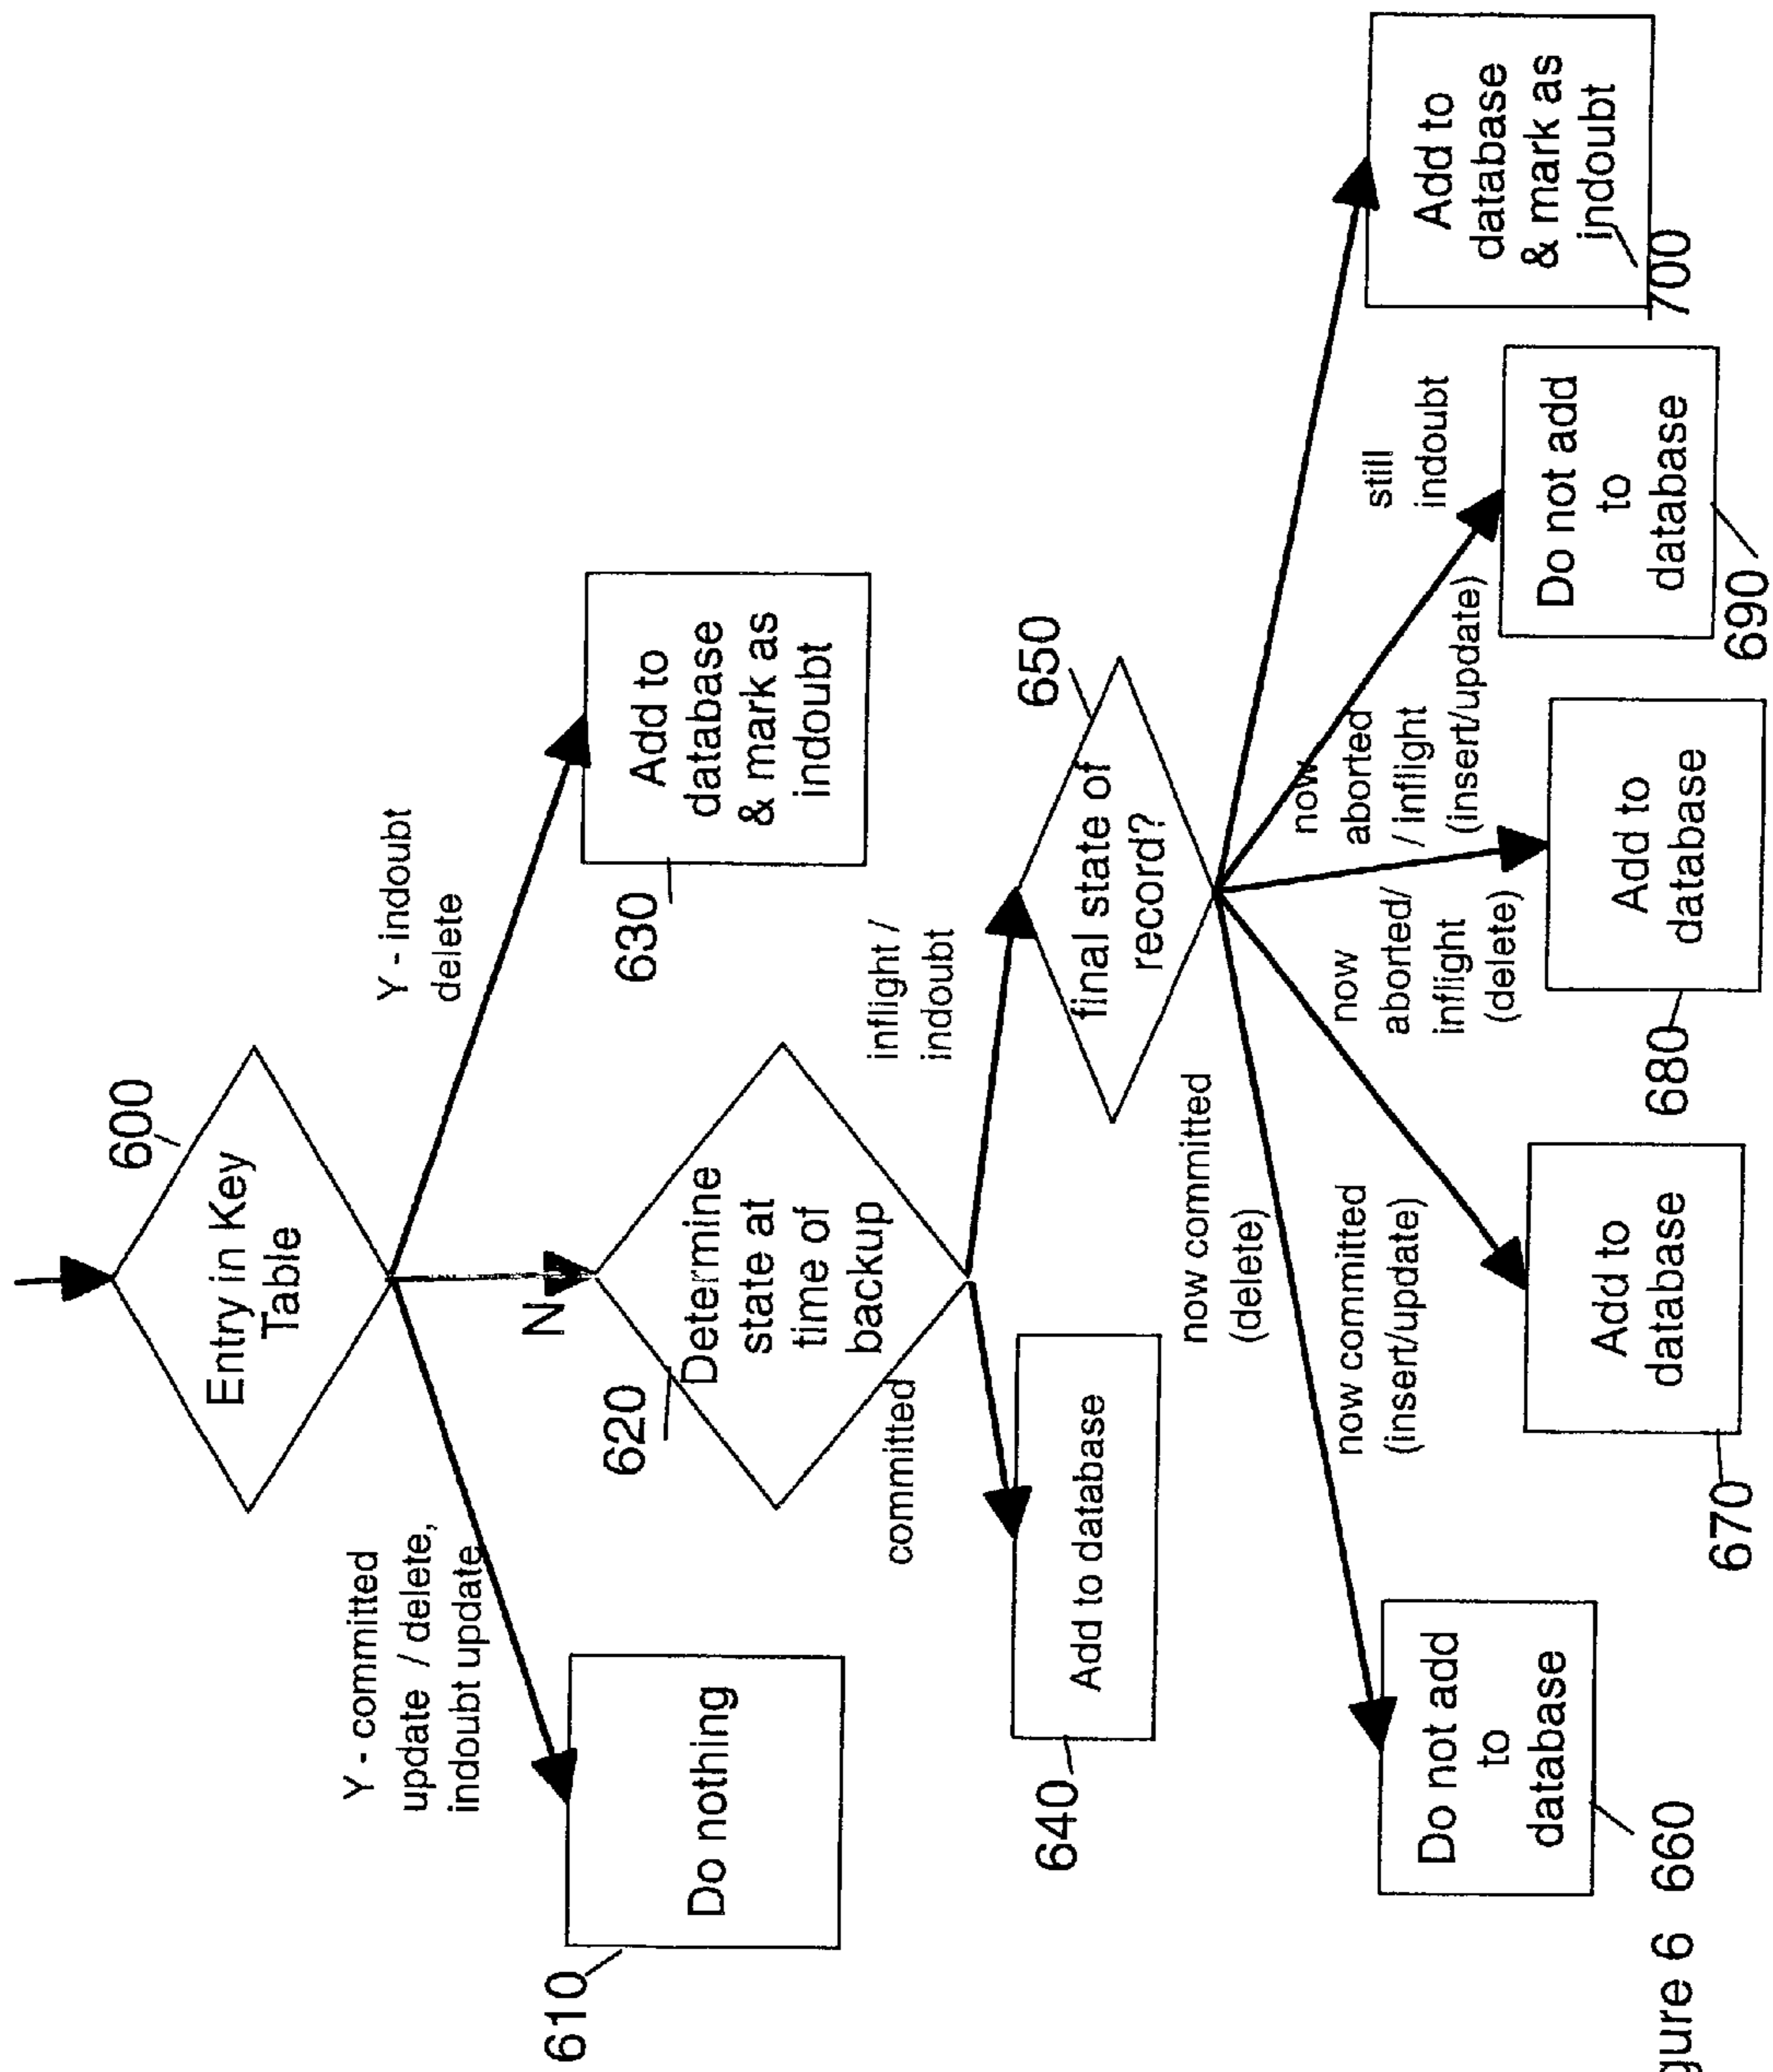 600
Entry in Key
Table
Y - committed
update / delete,
indoubt update
N
Y - indoubt
delete
610
Do nothing
620
Determine
state at
time of
backup
630
Add to
database
& mark as
indoubt
committed
inflight /
indoubt
640
Add to database
650
final state of
record?
now committed
(delete)
now committed
(insert/update)
now
aborted/
inflight
(delete)
now
aborted
/ inflight
(insert/update)
still
indoubt
Do not add
to
database
660
Add to
database
670
Add to
database
680
Do not add
to
database
690
Add to
database
& mark as
indoubt
700
gure 6